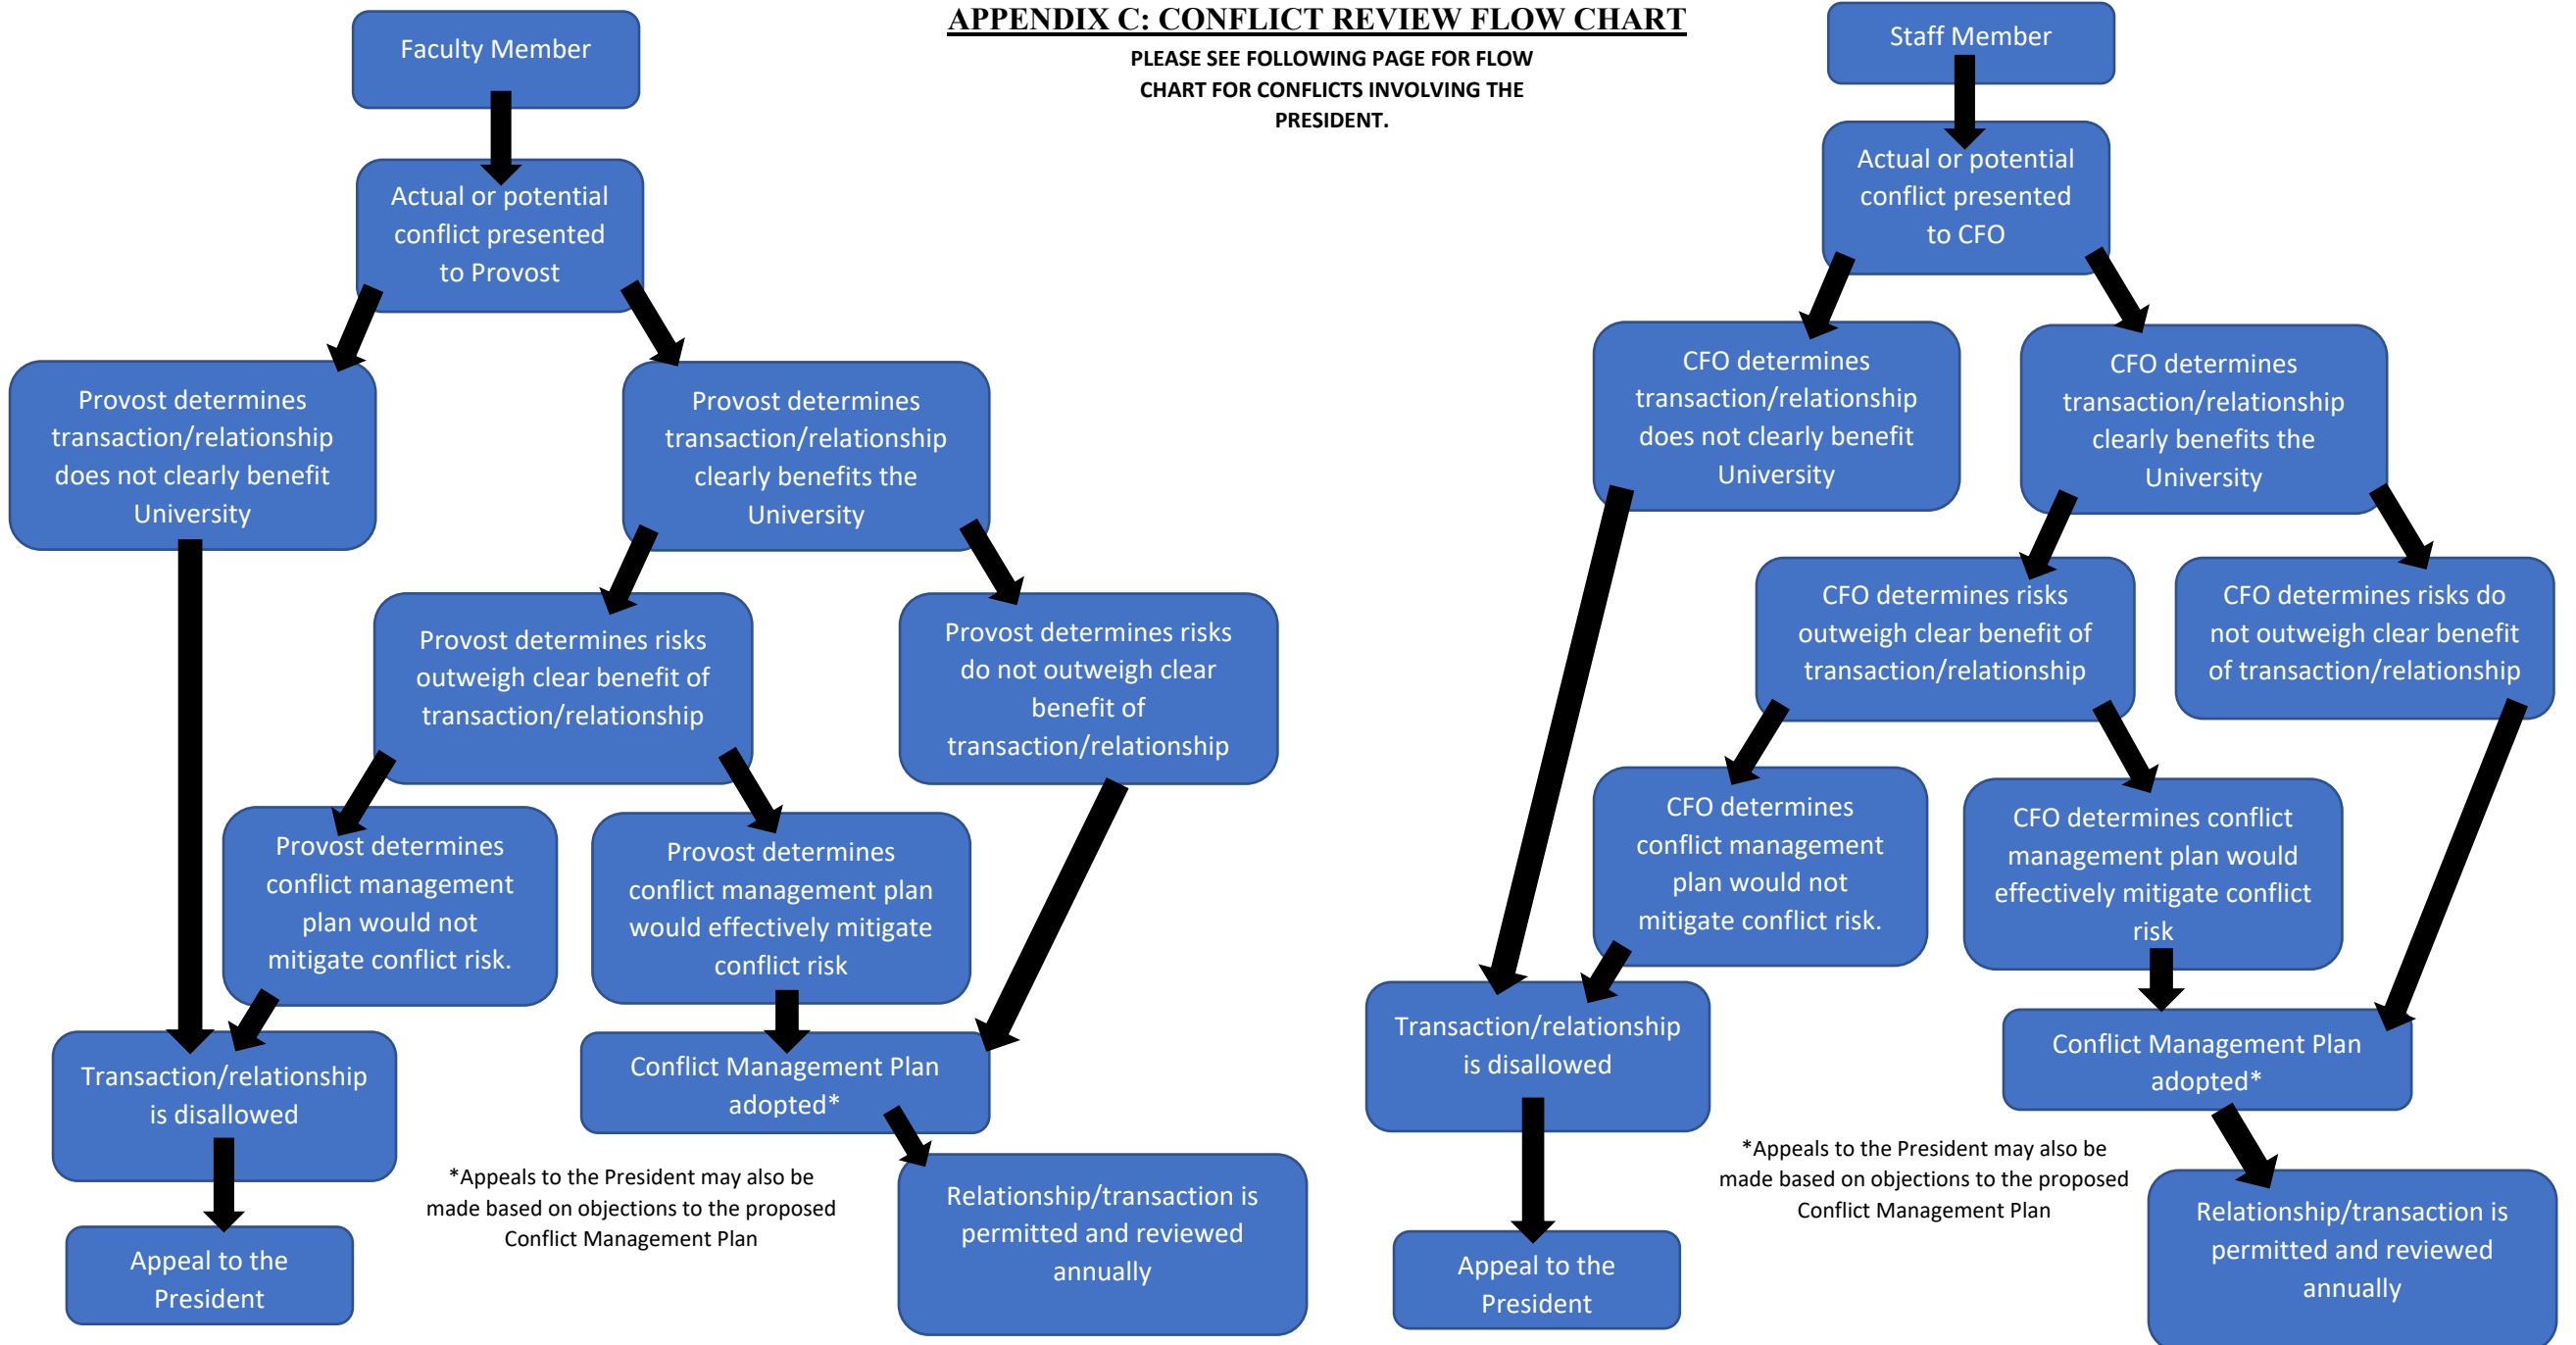 APPENDIX C: CONFLICT REVIEW FLOW CHART
PLEASE SEE FOLLOWING PAGE FOR FLOW
CHART FOR CONFLICTS INVOLVING THE
PRESIDENT.
Faculty Member
Actual or potential
conflict presented
to Provost
Provost determines
transaction/relationship
does not clearly benefit
University
Provost determines
transaction/relationship
clearly benefits the
University
Provost determines risks
outweigh clear benefit of
transaction/relationship
Provost determines risks
do not outweigh clear
benefit of
transaction/relationship
Provost determines
conflict management
plan would not
mitigate conflict risk.
Provost determines
conflict management plan
would effectively mitigate
conflict risk
Transaction/relationship
is disallowed
Conflict Management Plan
adopted*
*Appeals to the President may also be
made based on objections to the proposed
Conflict Management Plan
Appeal to the
President
Relationship/transaction is
permitted and reviewed
annually
Staff Member
Actual or potential
conflict presented
to CFO
CFO determines
transaction/relationship
does not clearly benefit
University
CFO determines
transaction/relationship
clearly benefits the
University
CFO determines risks
outweigh clear benefit of
transaction/relationship
CFO determines risks do
not outweigh clear benefit
of transaction/relationship
CFO determines
conflict management
plan would not
mitigate conflict risk.
CFO determines conflict
management plan would
effectively mitigate conflict
risk
Transaction/relationship
is disallowed
Conflict Management Plan
adopted*
*Appeals to the President may also be
made based on objections to the proposed
Conflict Management Plan
Appeal to the
President
Relationship/transaction is
permitted and reviewed
annually